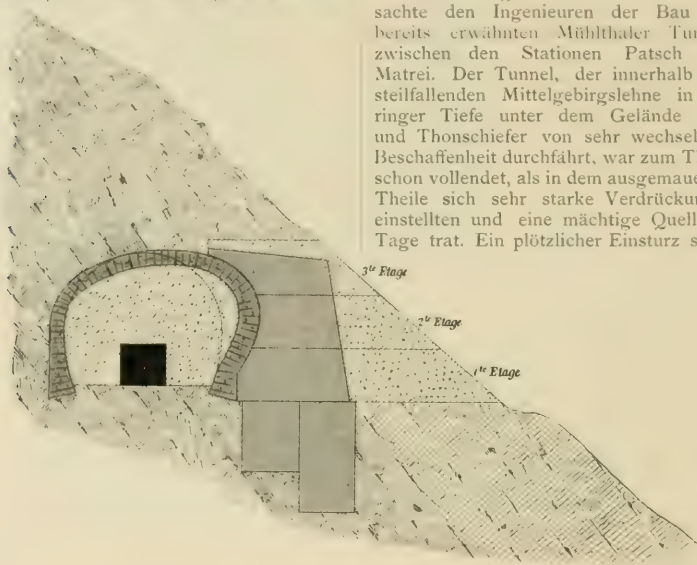 sachte den Ingenieuren der Bau
bereits erwähnten Mühlthaler Tun
zwischen den Stationen Patsch
Matrei. Der Tunnel, der innerhalb
steilfallenden Mittelgebirgslehne in
ringer Tiefe unter dem Gelände
und Thonschiefer von sehr wechsel
Beschaffenheit durchfährt, war zum T
schon vollendet, als in dem ausgemaue
Theile sich sehr starke Verdrücku
einstellten und eine mächtige Quell
Tage trat. Ein plötzlicher Einsturz s
3te Etage
2te Etage
1te Etage